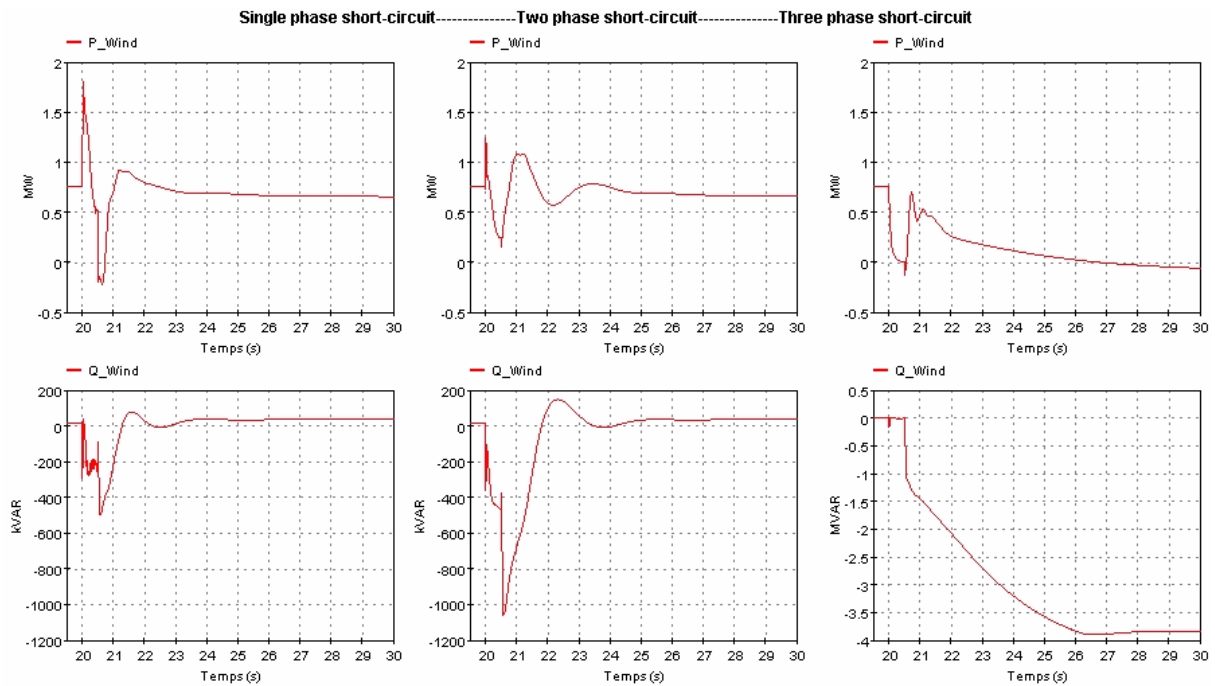 Single phase short-circuit-------------Two phase short-circuit-------------Three phase short-circuit
P_Wind
2
1.5
1
0.5
0
-0.5
MW
20 21 22 23 24 25 26 27 28 29 30
Temps (s)
P_Wind
2
1.5
1
0.5
0
-0.5
MW
20 21 22 23 24 25 26 27 28 29 30
Temps (s)
P_Wind
2
1.5
1
0.5
0
-0.5
MW
20 21 22 23 24 25 26 27 28 29 30
Temps (s)
Q_Wind
200
0
-200
-400
-600
-800
-1000
-1200
kVAR
20 21 22 23 24 25 26 27 28 29 30
Temps (s)
Q_Wind
200
0
-200
-400
-600
-800
-1000
-1200
kVAR
20 21 22 23 24 25 26 27 28 29 30
Temps (s)
Q_Wind
0.5
0
-0.5
-1
-1.5
-2
-2.5
-3
-3.5
-4
MVAR
20 21 22 23 24 25 26 27 28 29 30
Temps (s)